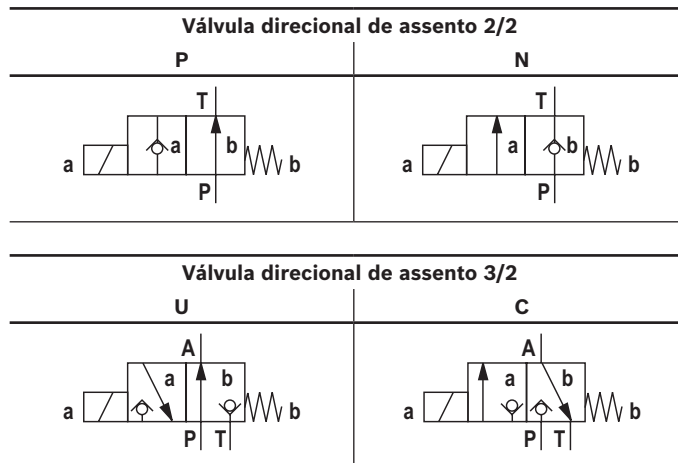 Válvula direcional de assento 2/2
P N
T T
a a b b a a b b
P P
Válvula direcional de assento 3/2
U C
A A
a a b b a a b b
P T P T